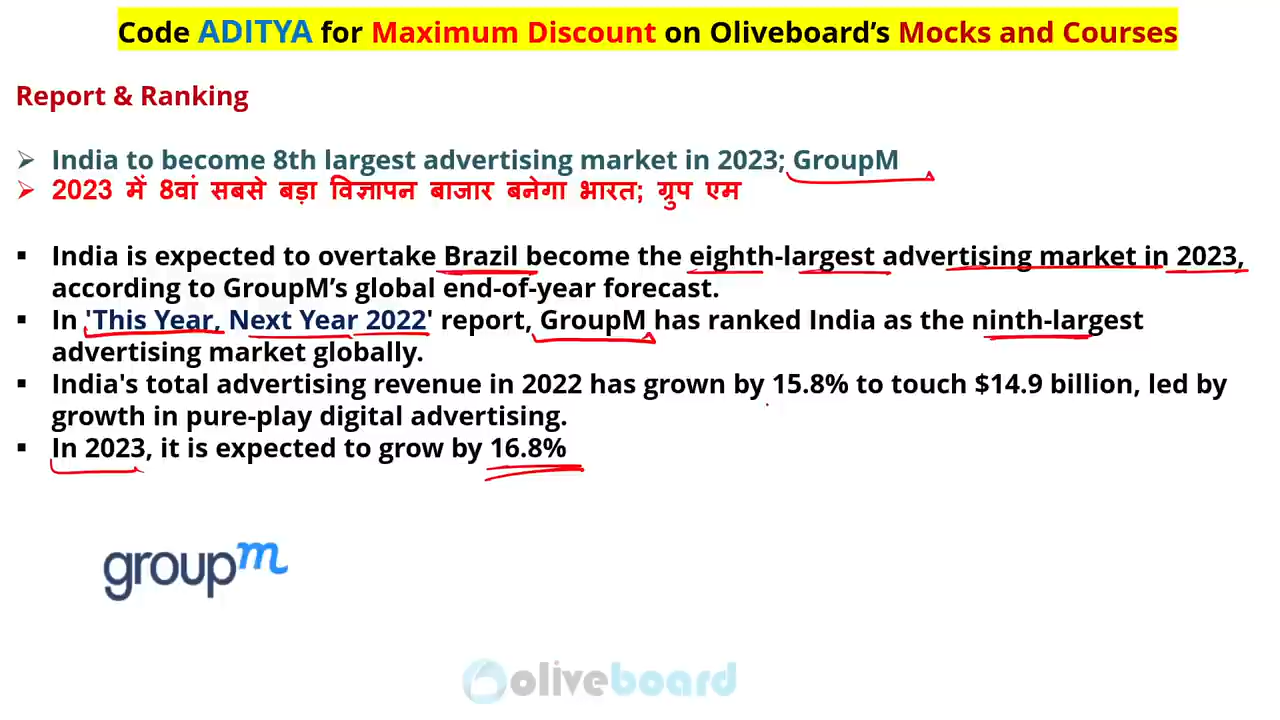 Code ADITYA for Maximum Discount on Oliveboard’s Mocks and Courses
Report & Ranking
➢ India to become 8th largest advertising market in 2023; GroupM
➢ 2023 में 8वां सबसे बड़ा विज्ञापन बाजार बनेगा भारत; ग्रुप एम
▪ India is expected to overtake Brazil become the eighth-largest advertising market in 2023,
according to GroupM’s global end-of-year forecast.
▪ In 'This Year, Next Year 2022' report, GroupM has ranked India as the ninth-largest
advertising market globally.
▪ India's total advertising revenue in 2022 has grown by 15.8% to touch $14.9 billion, led by
growth in pure-play digital advertising.
▪ In 2023, it is expected to grow by 16.8%
groupm
oliveboard